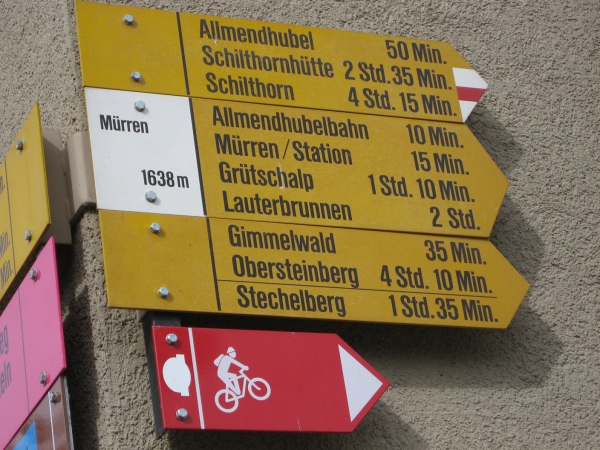 Allmendhubel 50 Min.
Schilthornhütte 2 Std. 35 Min.
Schilthorn 4 Std. 15 Min.
Mürren
1638 m
Allmendhubelbahn 10 Min.
Mürren/Station 15 Min.
Grütschalp 1 Std. 10 Min.
Lauterbrunnen 2 Std.
Gimmelwald 35 Min.
Obersteinberg 4 Std. 10 Min.
Stechelberg 1 Std. 35 Min.